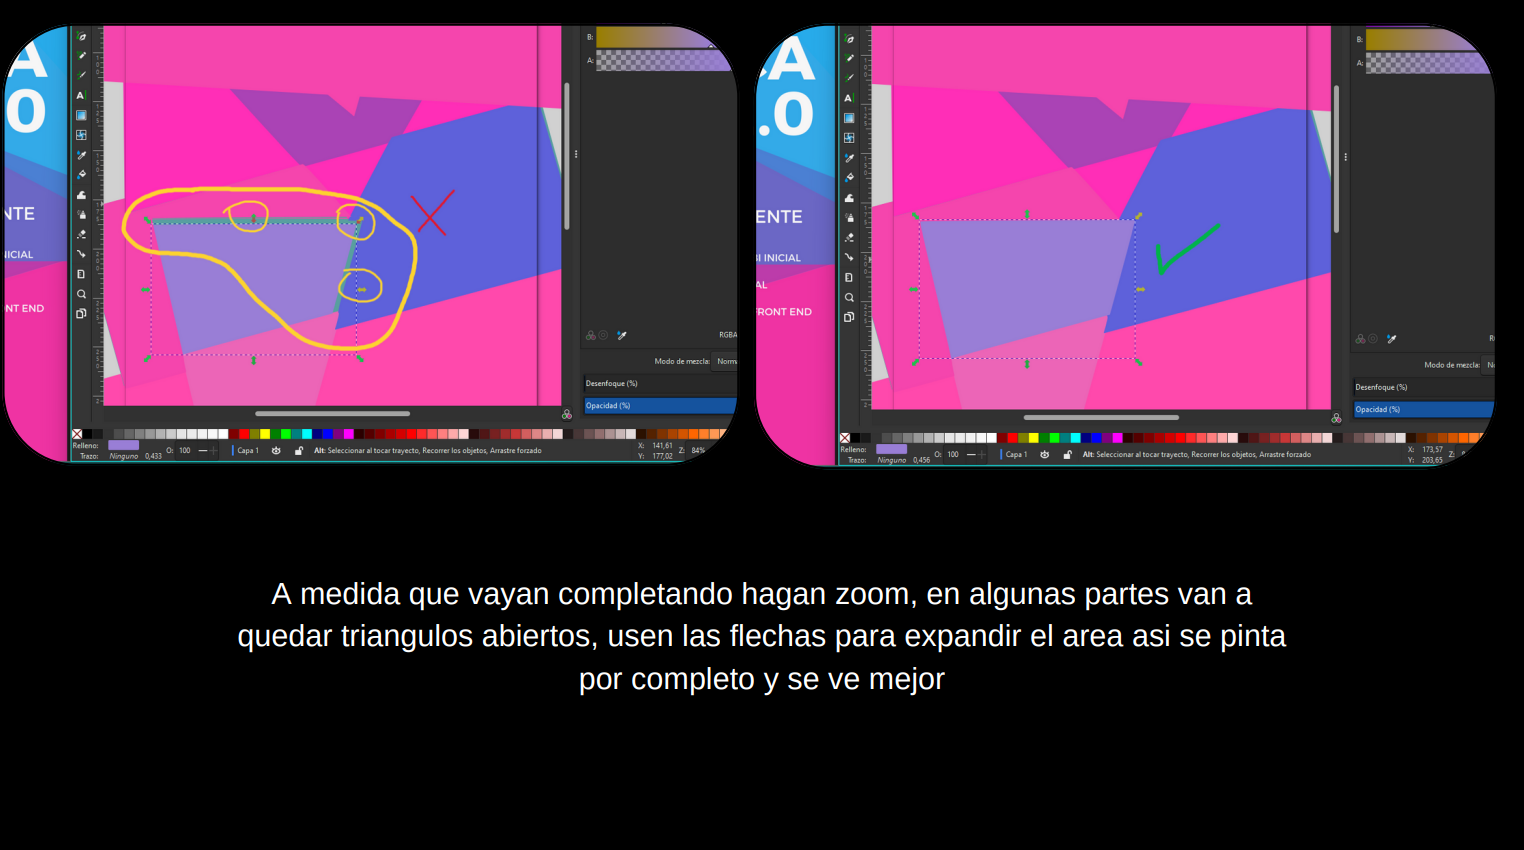 A
0
NTE
NICIAL
NT END
A
B:
A:
RGBA
Modo de mezcla: Norm
Desenfoque (%)
Opacidad (%)
Relleno:
Trazo: Ninguno 0,433
O: 100
Capa 1
Alt: Seleccionar al tocar trayecto, Recorrer los objetos, Arrastre forzado
X: 141,61
Y: 177,02
Z: 84%
A
.0
ENTE
BI INICIAL
AL
FRONT END
A
B:
A:
R
Modo de mezcla: N
Desenfoque (%)
Opacidad (%)
Relleno:
Trazo: Ninguno 0,456
O: 100
Capa 1
Alt: Seleccionar al tocar trayecto, Recorrer los objetos, Arrastre forzado
X: 173,57
Y: 203,65
Z:
A medida que vayan completando hagan zoom, en algunas partes van a
quedar triangulos abiertos, usen las flechas para expandir el area asi se pinta
por completo y se ve mejor